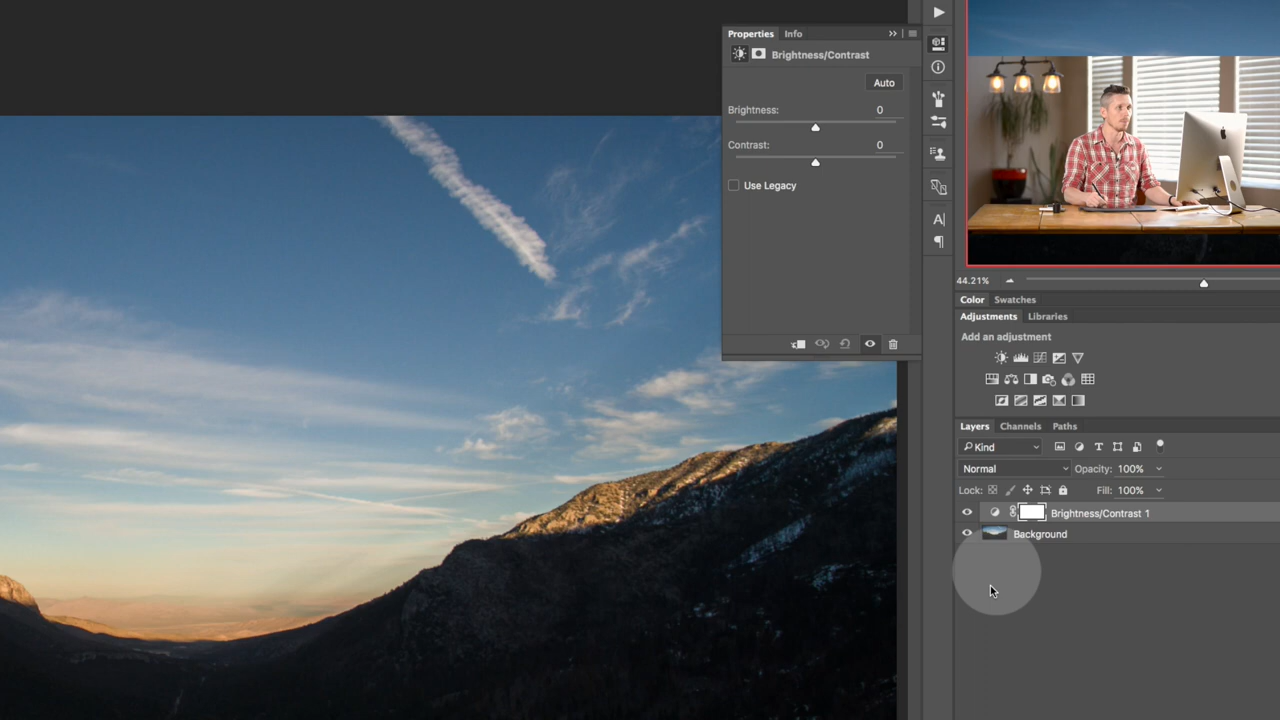 Properties Info
Brightness/Contrast
Auto
Brightness: 0
Contrast: 0
Use Legacy
44.21%
Color Swatches
Adjustments Libraries
Add an adjustment
Layers Channels Paths
Kind
Normal Opacity: 100%
Lock: Fill: 100%
Brightness/Contrast 1
Background